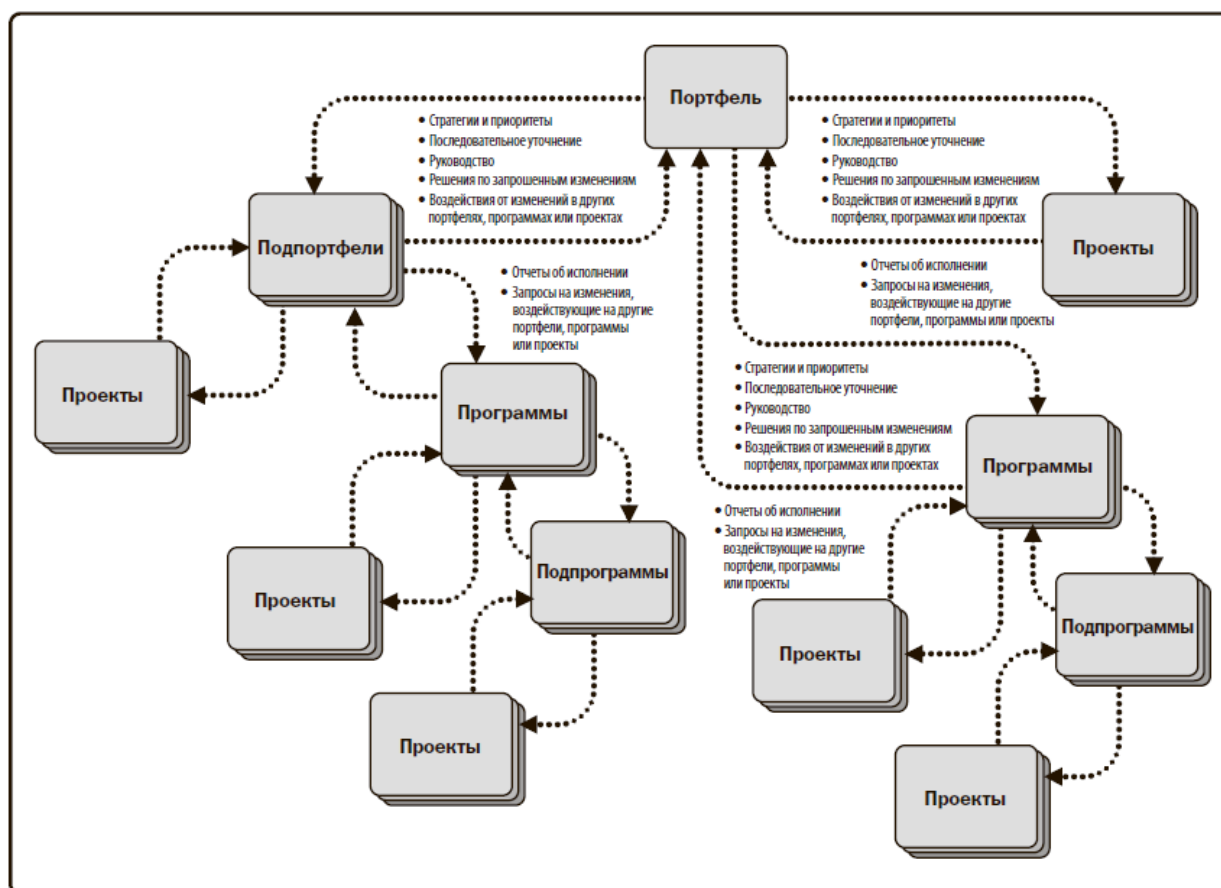 Портфель
• Стратегии и приоритеты
• Последовательное уточнение
• Руководство
• Решения по запрошенным изменениям
• Воздействия от изменений в других
портфелях, программах или проектах
• Стратегии и приоритеты
• Последовательное уточнение
• Руководство
• Решения по запрошенным изменениям
• Воздействия от изменений в других
портфелях, программах или проектах
Подпортфели
Проекты
• Отчеты об исполнении
• Запросы на изменения,
воздействующие на другие
портфели, программы
или проекты
• Отчеты об исполнении
• Запросы на изменения,
воздействующие на другие
портфели, программы или проекты
Проекты
Программы
• Стратегии и приоритеты
• Последовательное уточнение
• Руководство
• Решения по запрошенным изменениям
• Воздействия от изменений в других
портфелях, программах или проектах
Программы
• Отчеты об исполнении
• Запросы на изменения,
воздействующие на другие
портфели, программы
или проекты
Проекты
Подпрограммы
Проекты
Подпрограммы
Проекты
Проекты